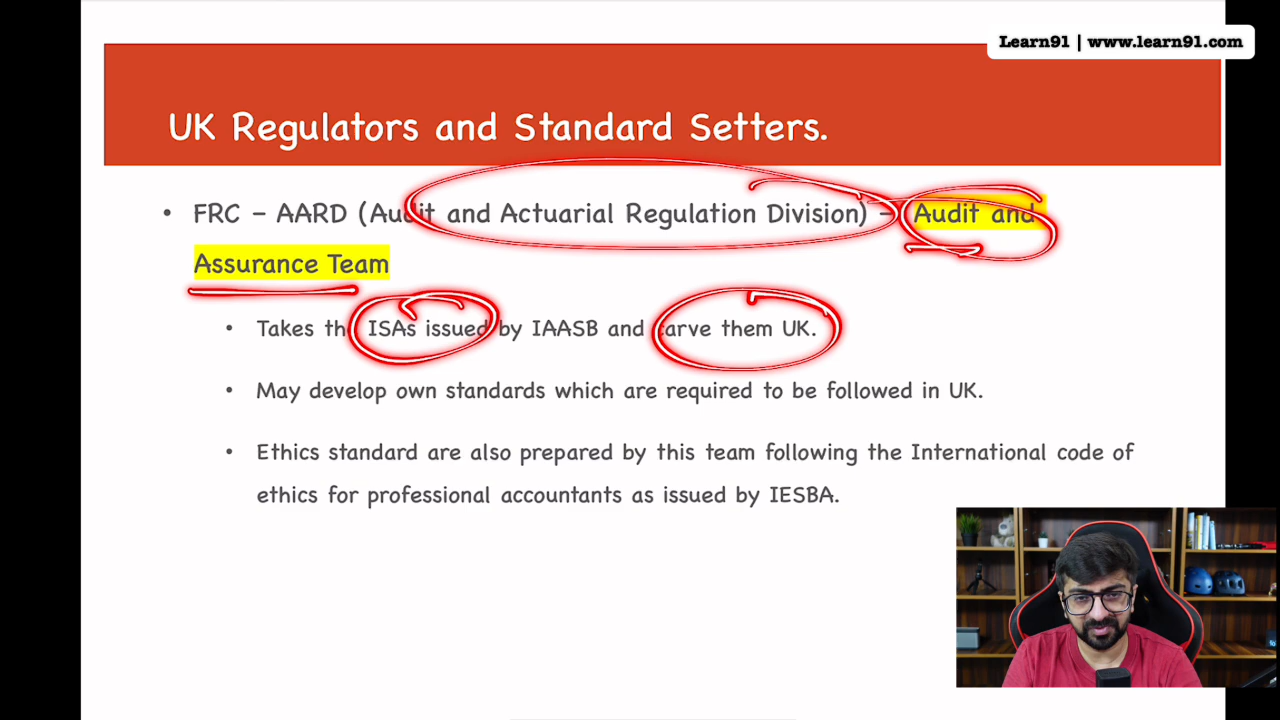 Learn91 | www.learn91.com
UK Regulators and Standard Setters.
• FRC – AARD (Audit and Actuarial Regulation Division) – Audit and
Assurance Team
• Takes the ISAs issued by IAASB and carve them UK.
• May develop own standards which are required to be followed in UK.
• Ethics standard are also prepared by this team following the International code of
ethics for professional accountants as issued by IESBA.